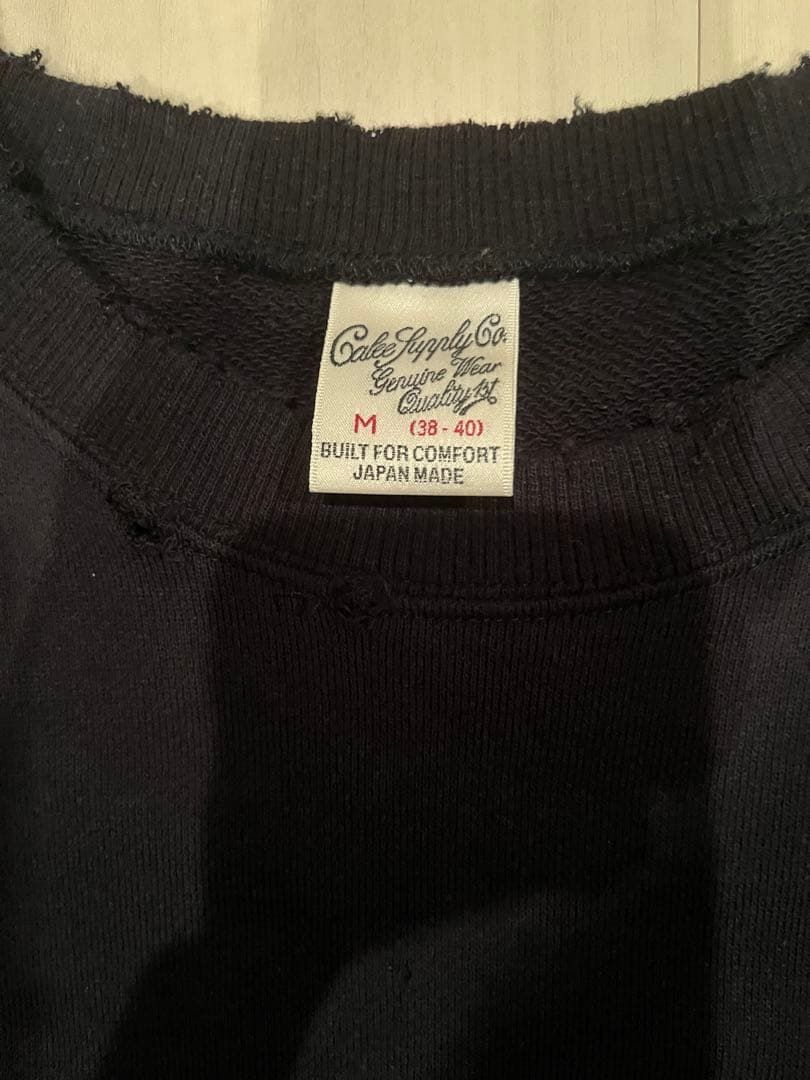 Calee Supply Co.
Genuine Wear
Quality 1st
M (38 - 40)
BUILT FOR COMFORT
JAPAN MADE